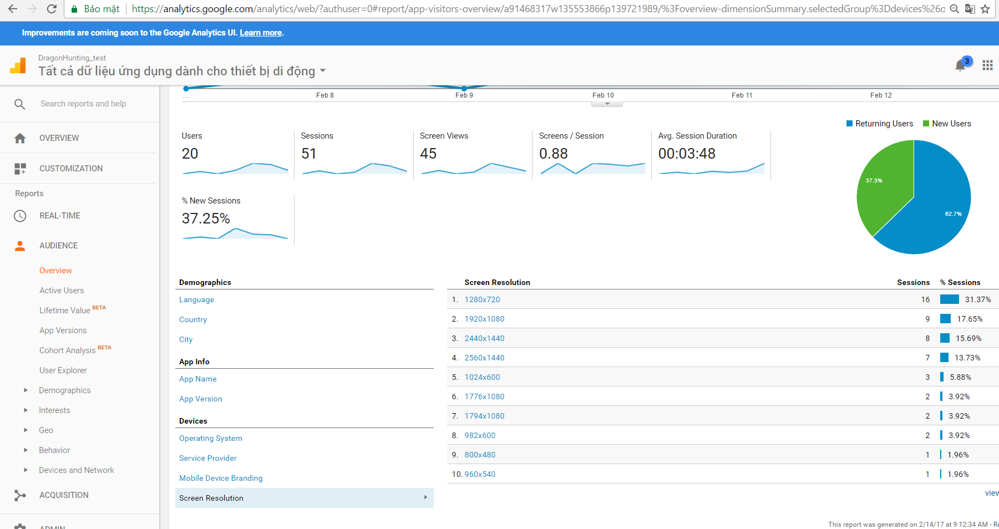 Bảo mật
https://analytics.google.com/analytics/web/?authuser=0#report/app-visitors-overview/a91468317w135553866p139721989/%3Foverview-dimensionSummary.selectedGroup%3Ddevices%26o
Improvements are coming soon to the Google Analytics UI. Learn more.
DragonHunting_test
Tất cả dữ liệu ứng dụng dành cho thiết bị di động
3
Search reports and help
OVERVIEW
CUSTOMIZATION
Reports
REAL-TIME
AUDIENCE
Overview
Active Users
Lifetime Value BETA
App Versions
Cohort Analysis BETA
User Explorer
Demographics
Interests
Geo
Behavior
Devices and Network
ACQUISITION
ADMIN
... Feb 8 Feb 9 Feb 10 Feb 11 Feb 12
Returning Users New Users
37.3%
62.7%
Users
20
Sessions
51
Screen Views
45
Screens / Session
0.88
Avg. Session Duration
00:03:48
% New Sessions
37.25%
Demographics
Language
Country
City
App Info
App Name
App Version
Devices
Operating System
Service Provider
Mobile Device Branding
Screen Resolution
Screen Resolution Sessions % Sessions
1. 1280x720 16 31.37%
2. 1920x1080 9 17.65%
3. 2440x1440 8 15.69%
4. 2560x1440 7 13.73%
5. 1024x600 3 5.88%
6. 1776x1080 2 3.92%
7. 1794x1080 2 3.92%
8. 982x600 2 3.92%
9. 800x480 1 1.96%
10. 960x540 1 1.96%
view
This report was generated on 2/14/17 at 9:12:34 AM - Re